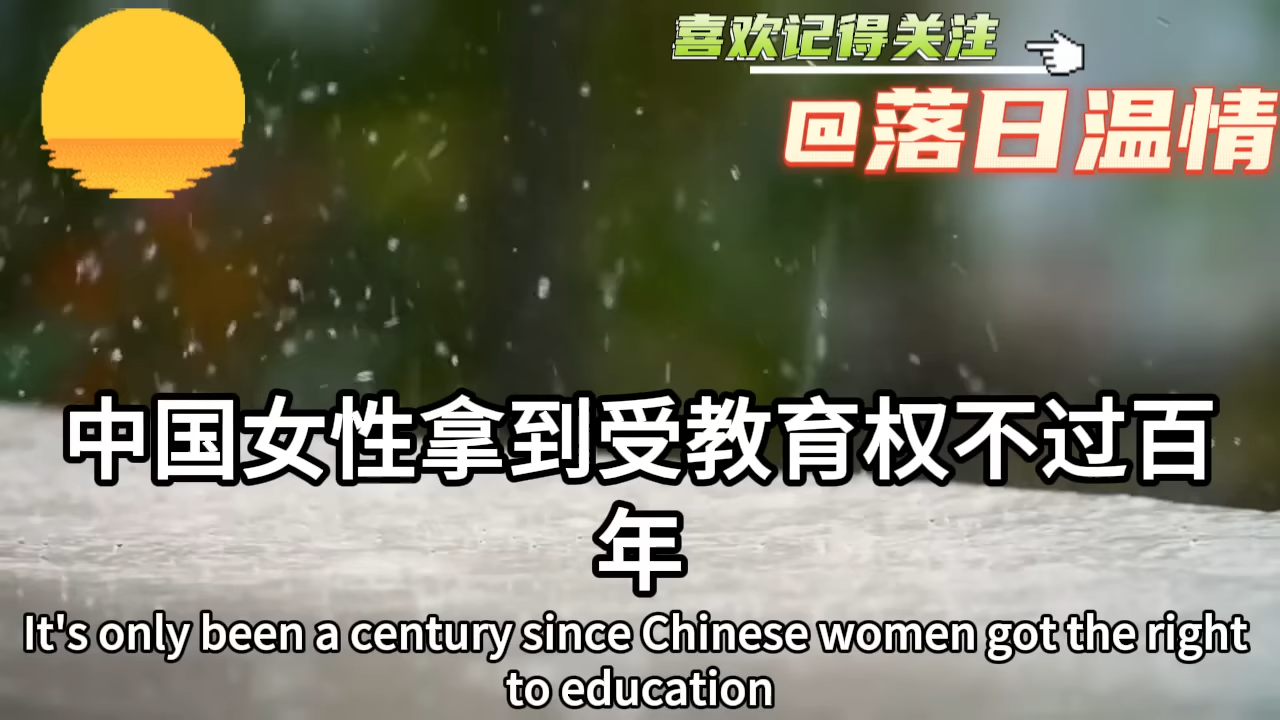 喜欢记得关注
@落日温情
中国女性拿到受教育权不过百
年
It's only been a century since Chinese women got the right
to education